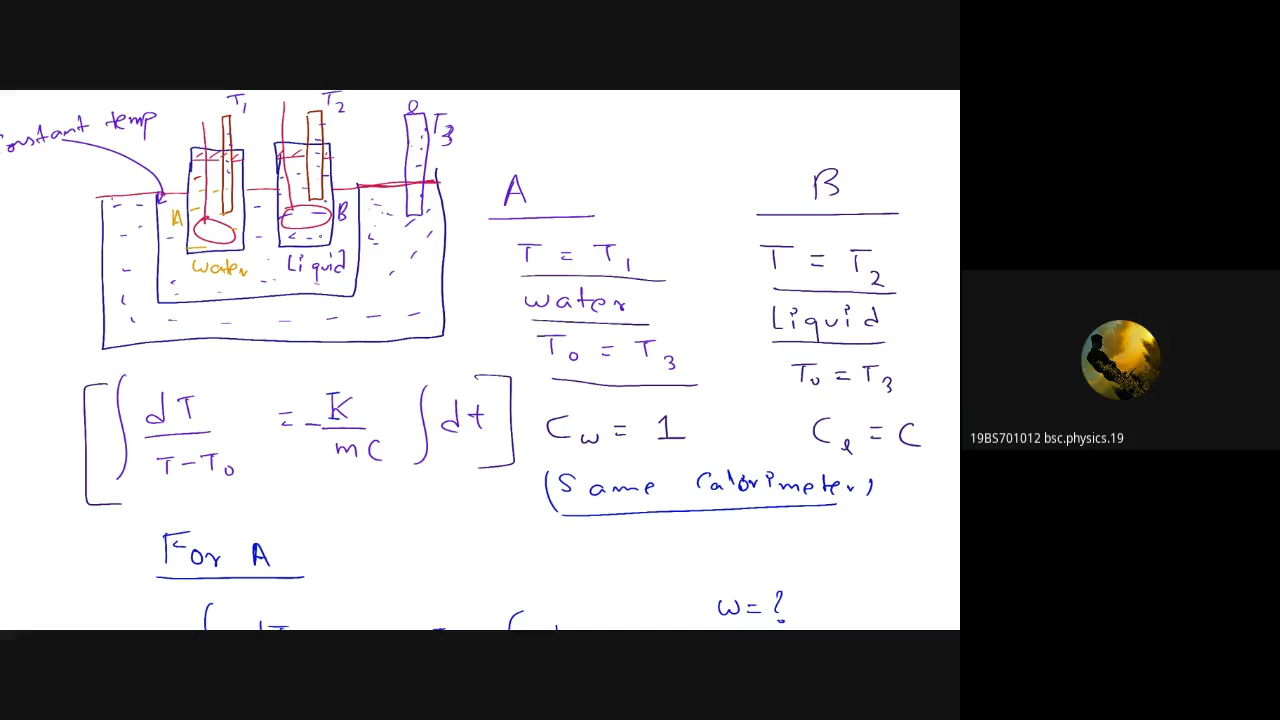 Constant temp
T1 T2 T3
A B
water Liquid
A B
T = T1 T = T2
water Liquid
T0 = T3 T0 = T3
[∫ dT / T - T0 = - K / mC ∫ dt]
Cw = 1 Cl = C
(Same Calorimeter)
For A
w = ?
19BS701012 bsc.physics.19